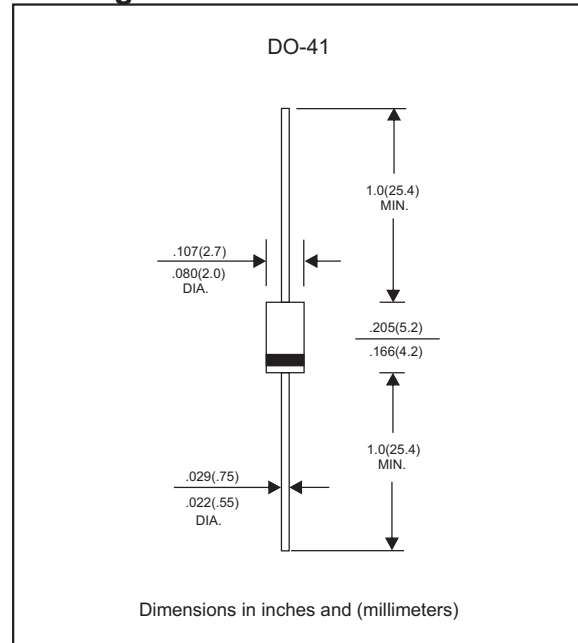 DO-41
1.0(25.4)
MIN.
.107(2.7)
.080(2.0)
DIA.
.205(5.2)
.166(4.2)
1.0(25.4)
MIN.
.029(.75)
.022(.55)
DIA.
Dimensions in inches and (millimeters)